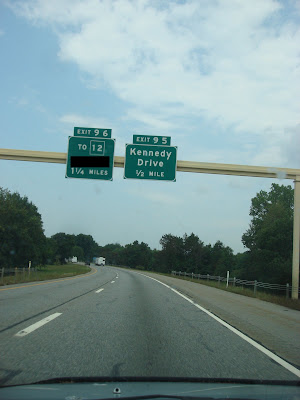 EXIT 96
TO 12
1¼ MILES
EXIT 95
Kennedy
Drive
½ MILE